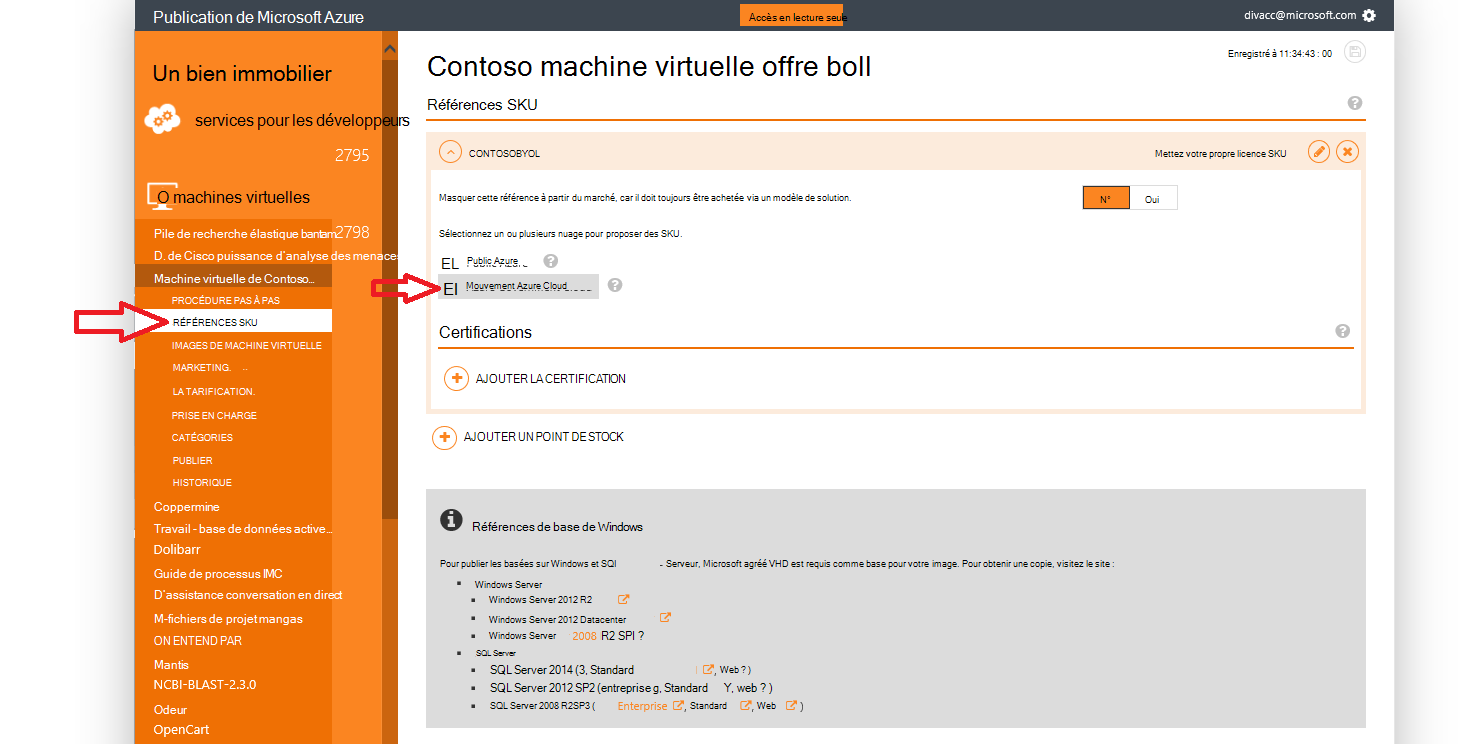 Publication de Microsoft Azure
Accès en lecture seule
divacc@microsoft.com
Un bien immobilier
services pour les développeurs
2795
O machines virtuelles
Pile de recherche élastique bantam 2798
D. de Cisco puissance d'analyse des menaces
Machine virtuelle de Contoso...
PROCÉDURE PAS À PAS
RÉFÉRENCES SKU
IMAGES DE MACHINE VIRTUELLE
MARKETING.
LA TARIFICATION.
PRISE EN CHARGE
CATÉGORIES
PUBLIER
HISTORIQUE
Coppermine
Travail - base de données active...
Dolibarr
Guide de processus IMC
D'assistance conversation en direct
M-fichiers de projet mangas
ON ENTEND PAR
Mantis
NCBI-BLAST-2.3.0
Odeur
OpenCart
Enregistré à 11:34:43 : 00
Contoso machine virtuelle offre boll
Références SKU
CONTOSOBYOL
Mettez votre propre licence SKU
Masquer cette référence à partir du marché, car il doit toujours être achetée via un modèle de solution.
N° Oui
Sélectionnez un ou plusieurs nuage pour proposer des SKU.
EL Public Azure.
EI Mouvement Azure Cloud
Certifications
AJOUTER LA CERTIFICATION
AJOUTER UN POINT DE STOCK
Références de base de Windows
Pour publier les basées sur Windows et SQl - Serveur, Microsoft agréé VHD est requis comme base pour votre image. Pour obtenir une copie, visitez le site :
Windows Server
Windows Server 2012 R2
Windows Server 2012 Datacenter
Windows Server 2008 R2 SPI ?
SQL Server
SQL Server 2014 (3, Standard , Web ? )
SQL Server 2012 SP2 (entreprise g, Standard Y, web ? )
SQL Server 2008 R2SP3 ( Enterprise , Standard , Web )